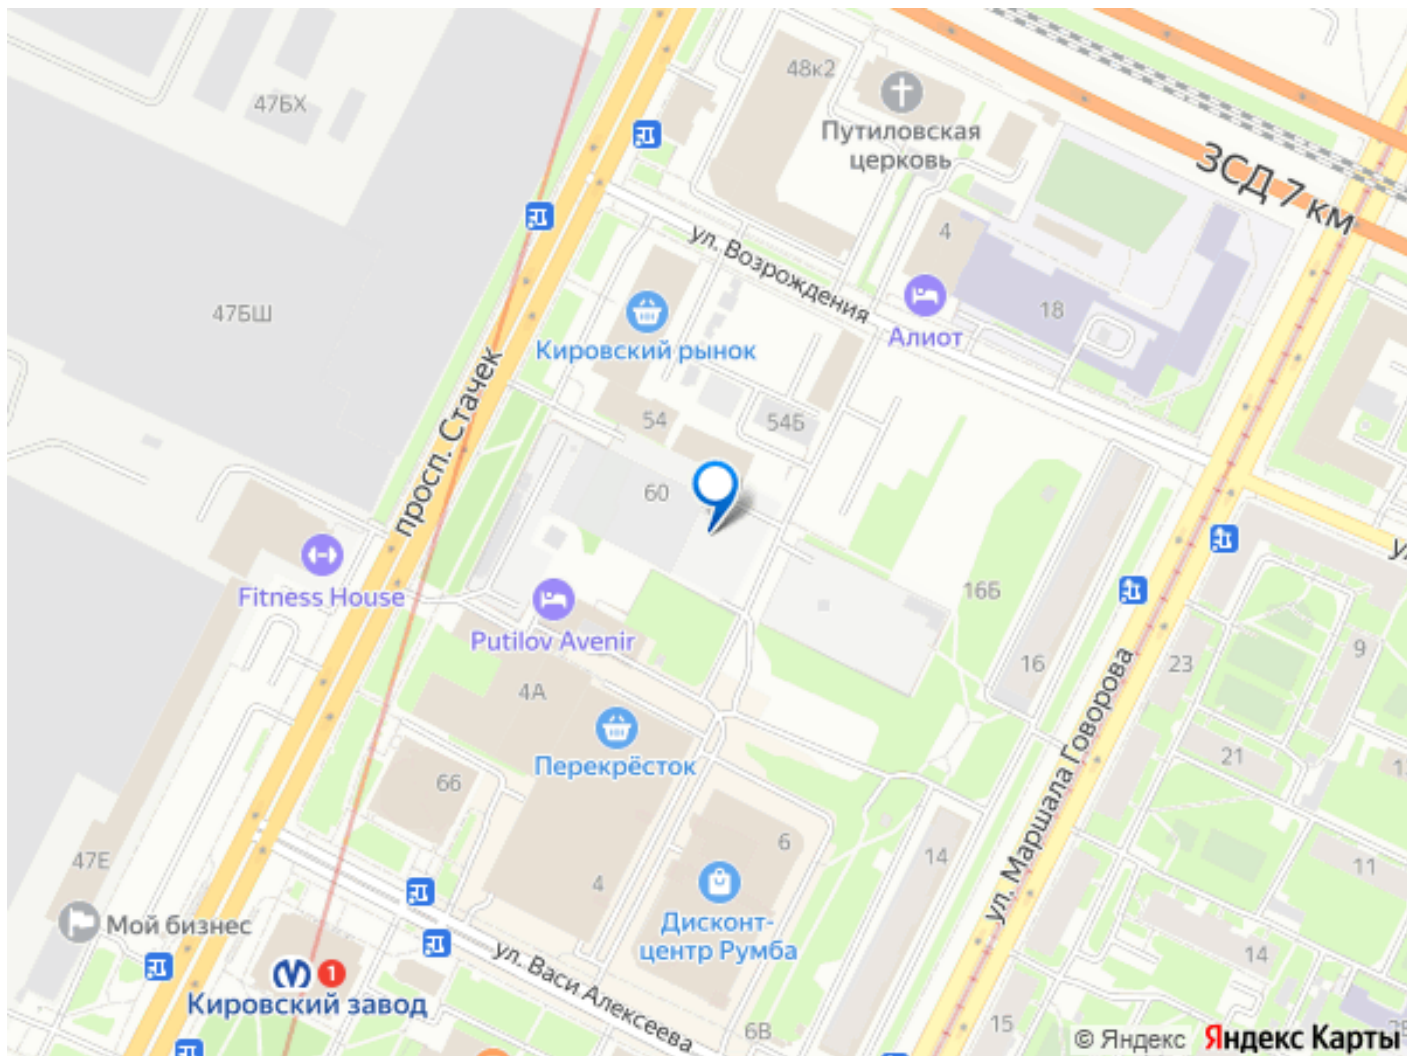 48к2
47БХ
Путиловская
церковь
ЗСД 7 км
4
ул. Возрождения
18
47БШ
Алиот
Кировский рынок
просп. Стачек
54
54Б
60
Fitness House
Putilov Avenir
16Б
16
23
9
4А
Перекрёсток
ул. Маршала Говорова
21
66
6
14
11
47Е
4
Мой бизнес
Дисконт-
центр Румба
14
ул. Васи Алексеева
1
Кировский завод
6В
15
© Яндекс Яндекс Карты